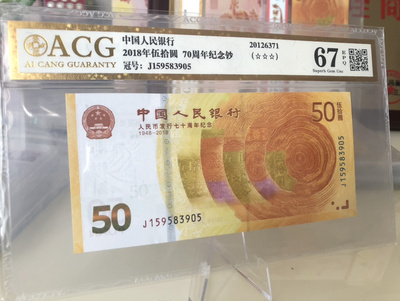 ACG
AI CANG GUARANTY
中国人民银行
2018年伍拾圆 70周年纪念钞
冠号: J159583905
20126371
(☆☆☆)
67 EPQ
Superb Gem Unc
中国人民银行
人民币发行七十周年纪念
1948-2018
50 伍拾圆
J159583905
50
J159583905